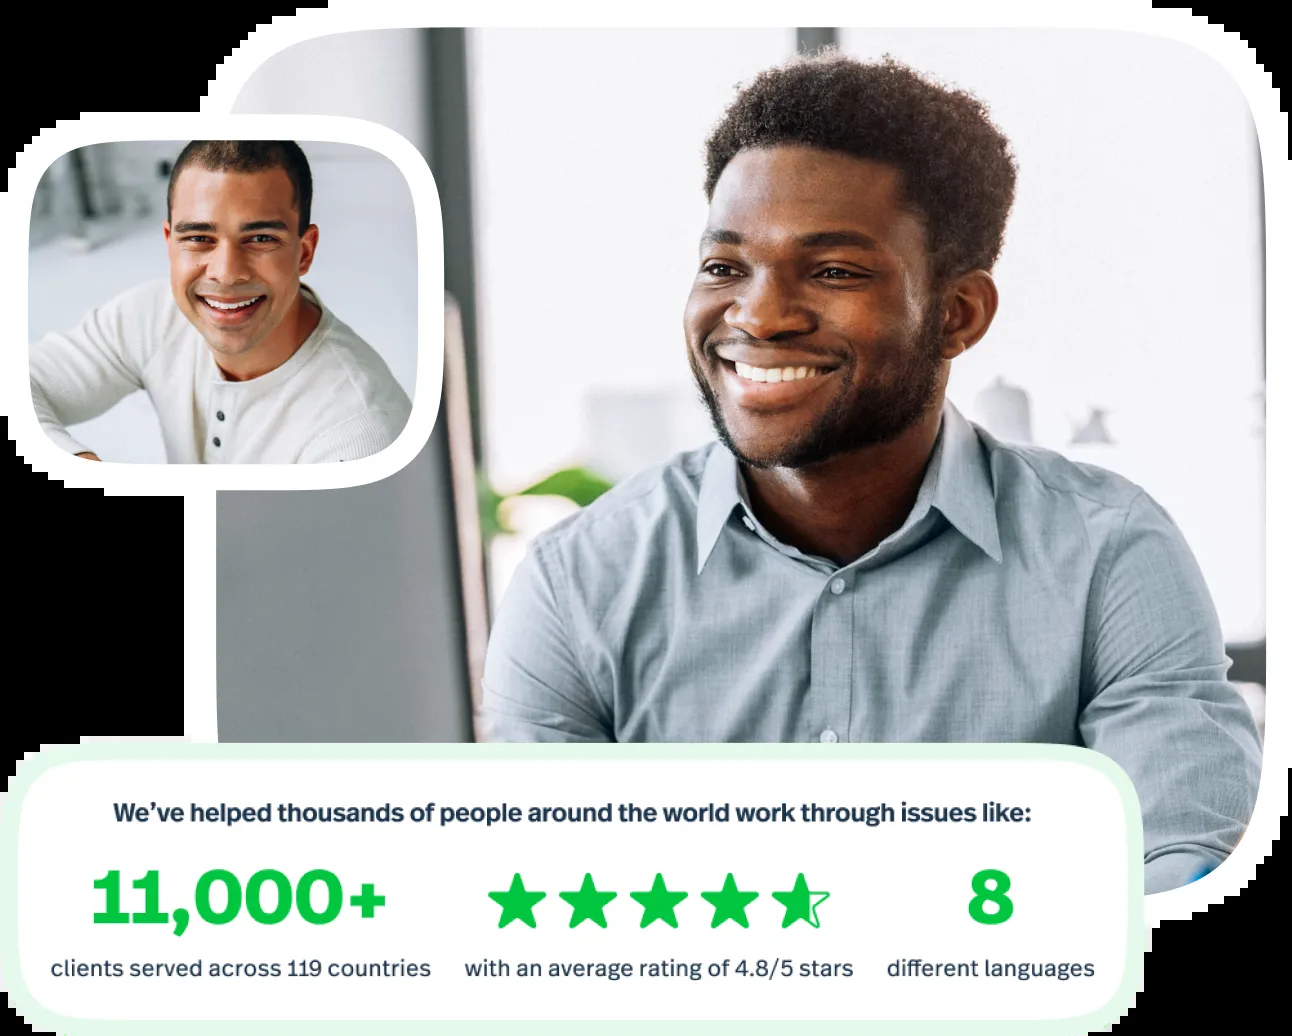 We’ve helped thousands of people around the world work through issues like:
11,000+
clients served across 119 countries
with an average rating of 4.8/5 stars
8
different languages